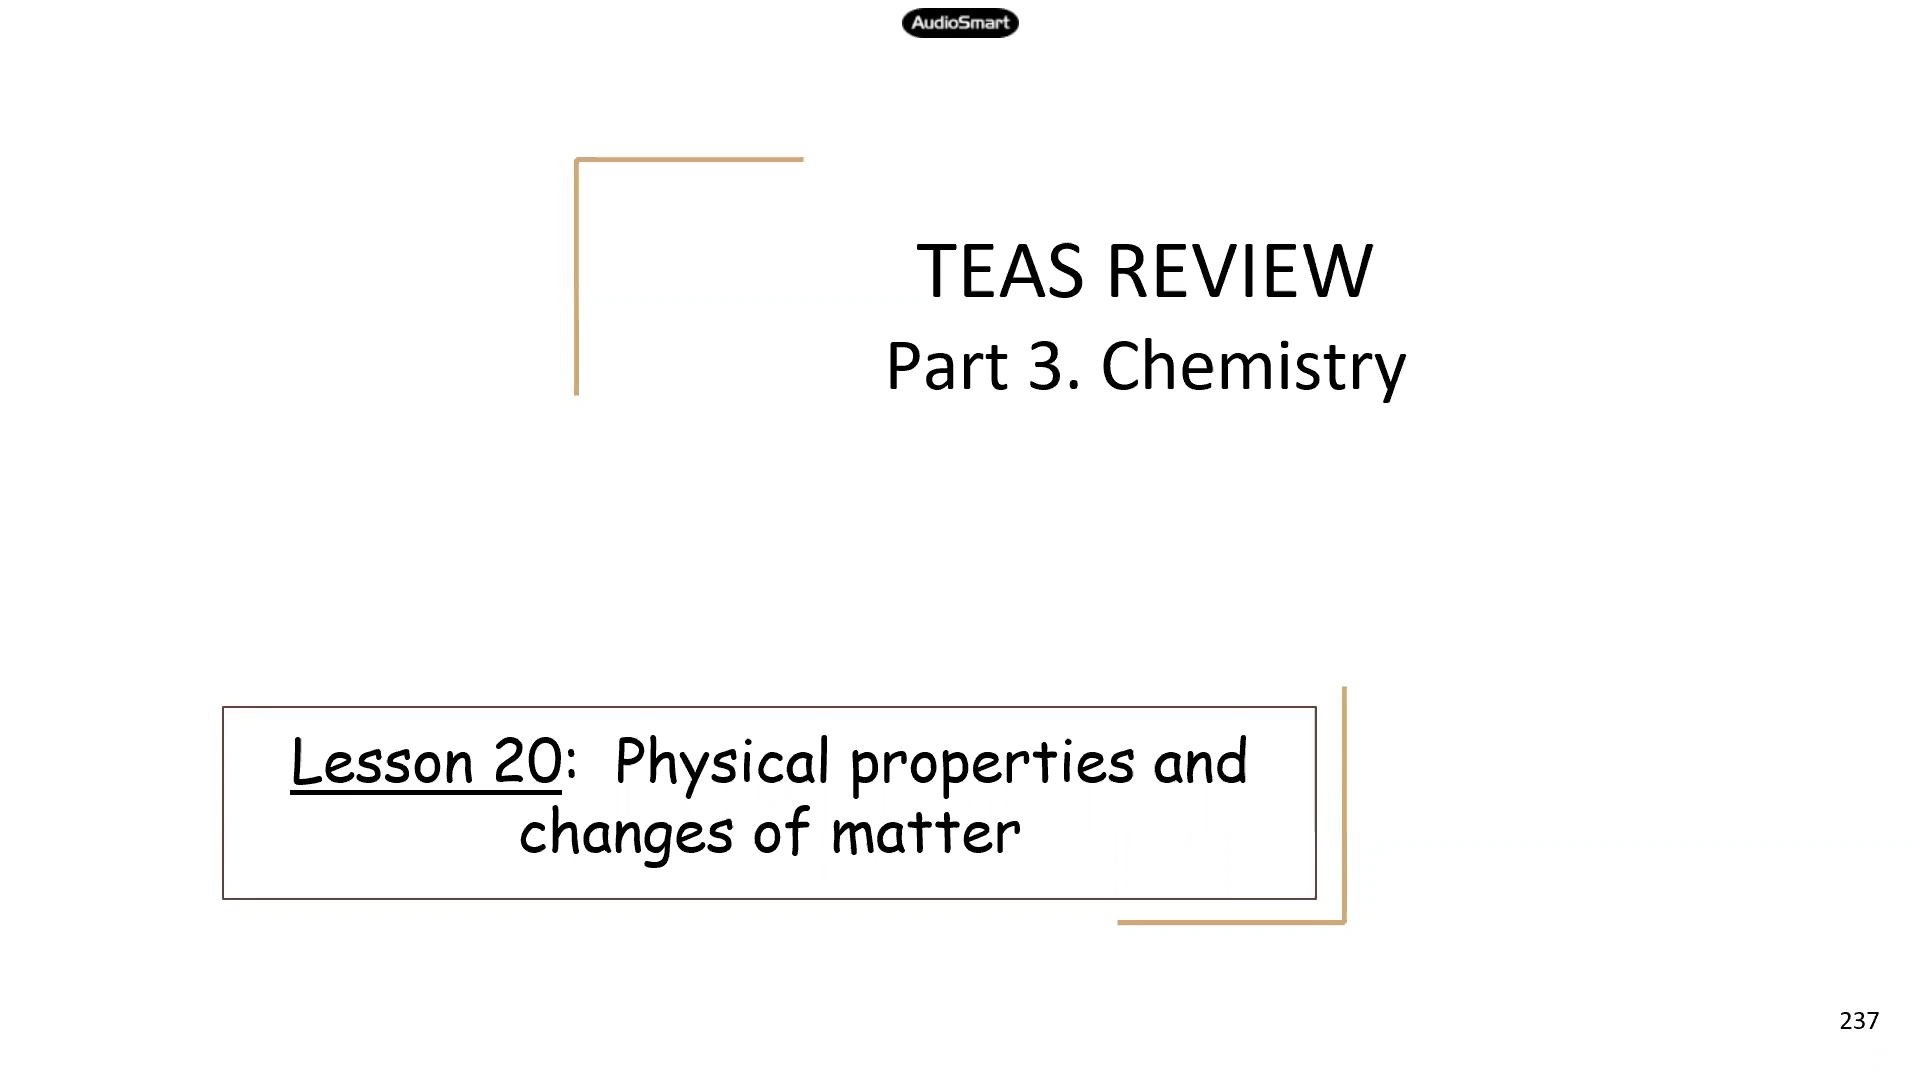 AudioSmart
TEAS REVIEW
Part 3. Chemistry
Lesson 20:  Physical properties and
changes of matter
237